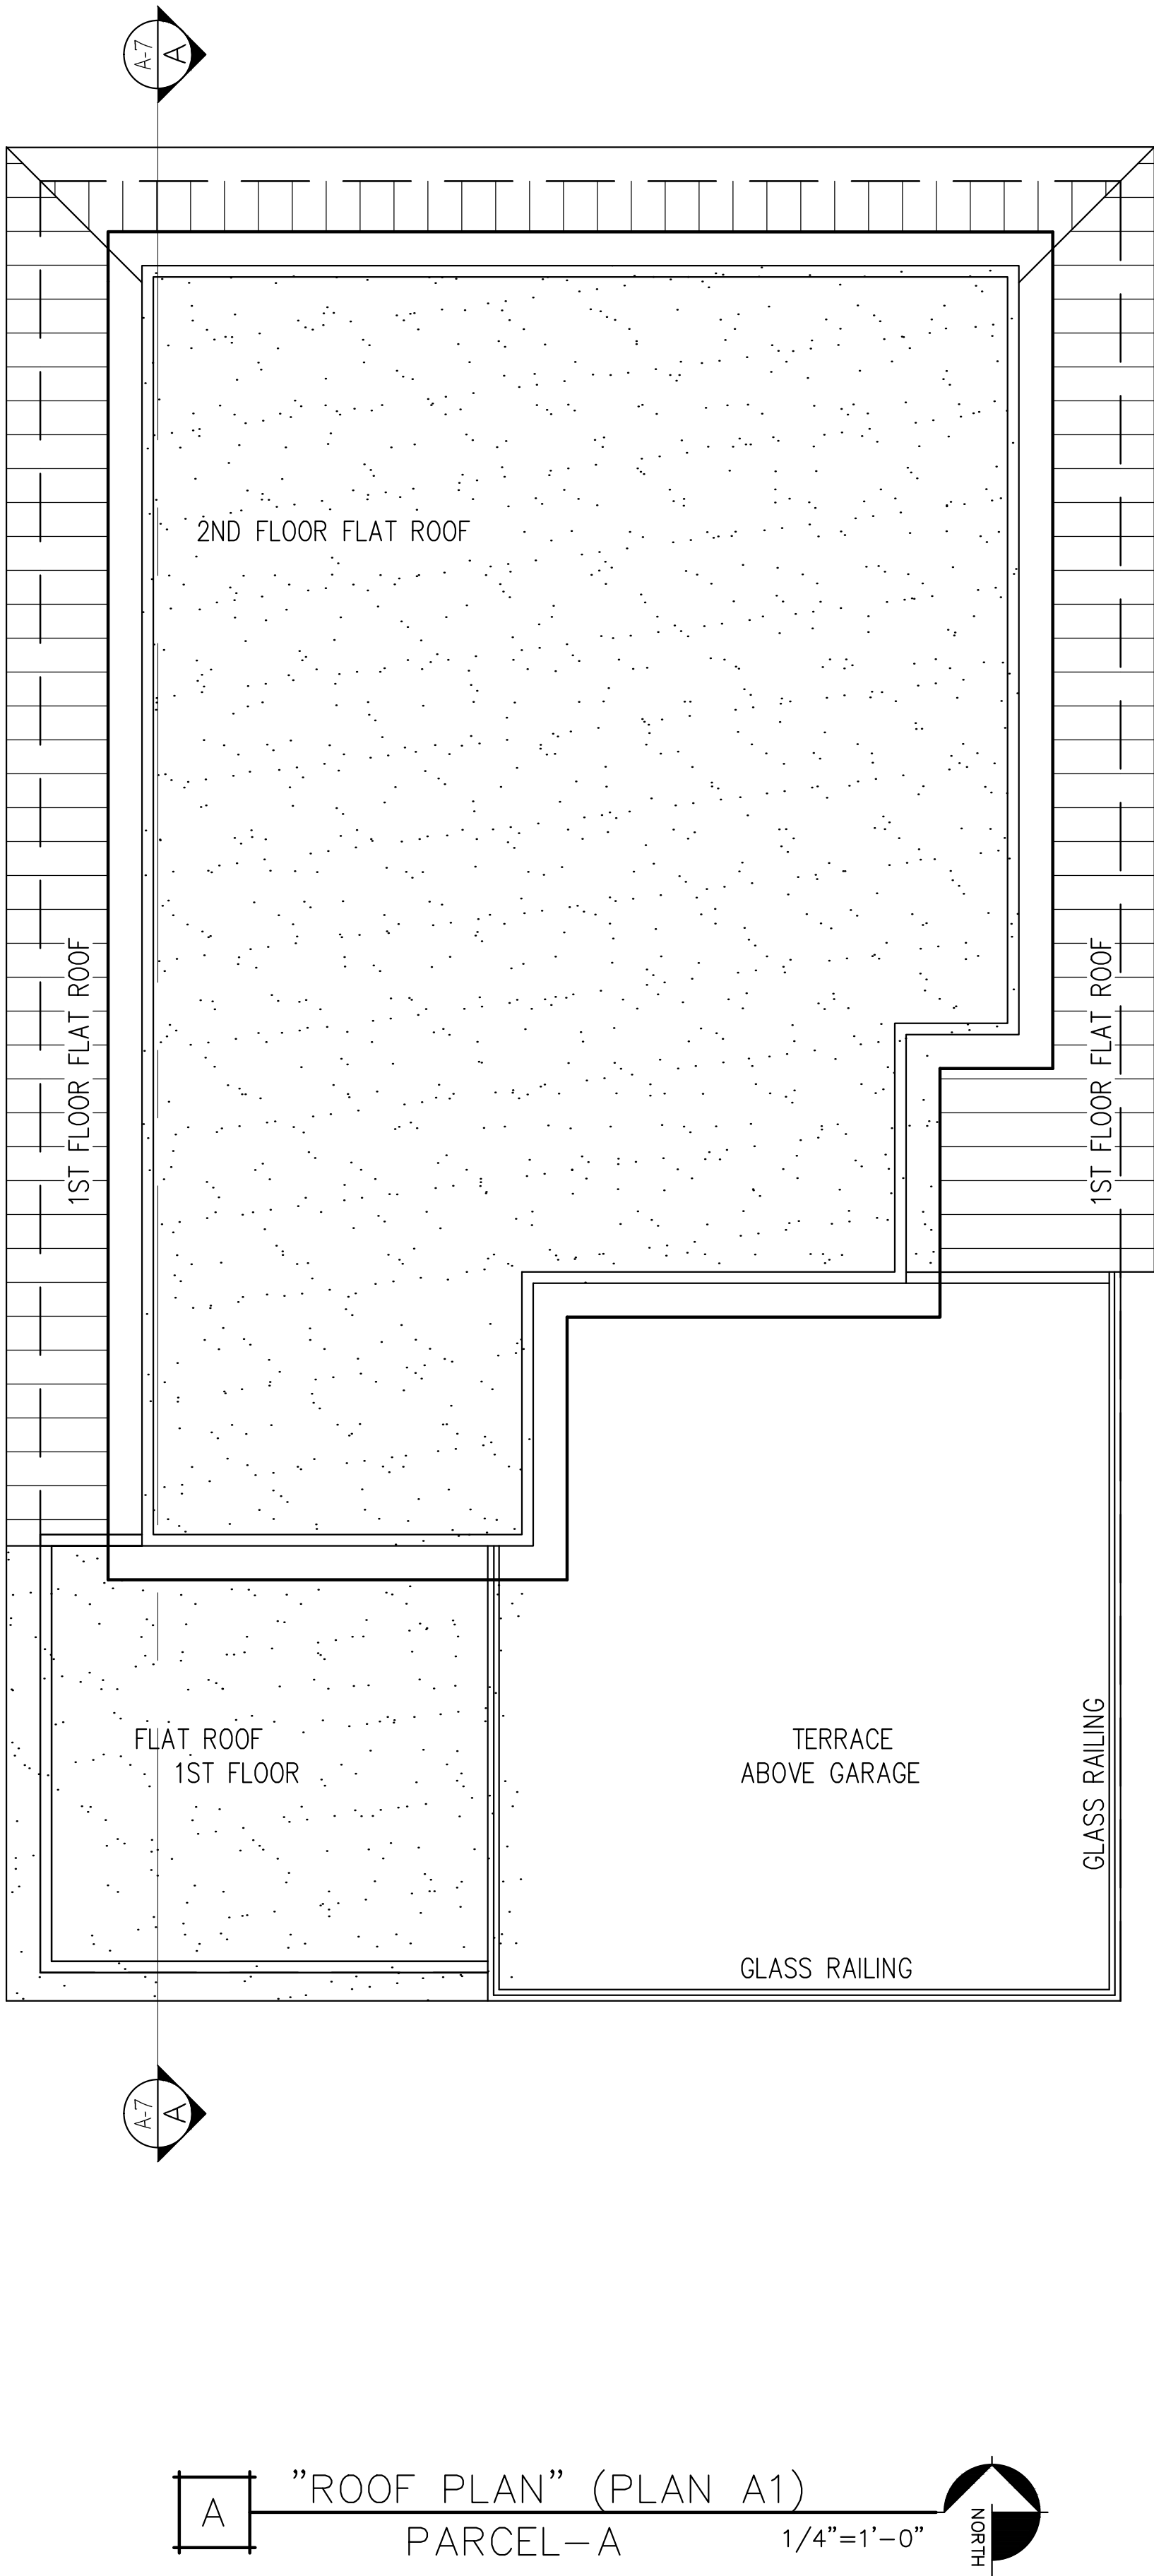 A-7
A
2ND FLOOR FLAT ROOF
1ST FLOOR FLAT ROOF
1ST FLOOR FLAT ROOF
FLAT ROOF
1ST FLOOR
TERRACE
ABOVE GARAGE
GLASS RAILING
GLASS RAILING
A-7
A
A
"ROOF PLAN" (PLAN A1)
PARCEL-A
1/4"=1'-0"
NORTH